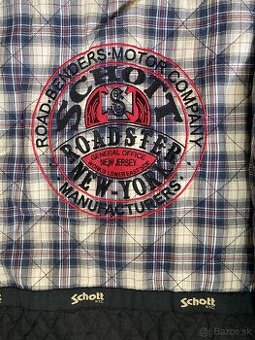 ROAD-BENDERS-MOTOR-COMPANY
SCHOTT
S
ROADSTER
GENERAL OFFICE
NEW JERSEY
NEW-YORK
MANUFACTURERS
Schott
Schott
Bazos.sk